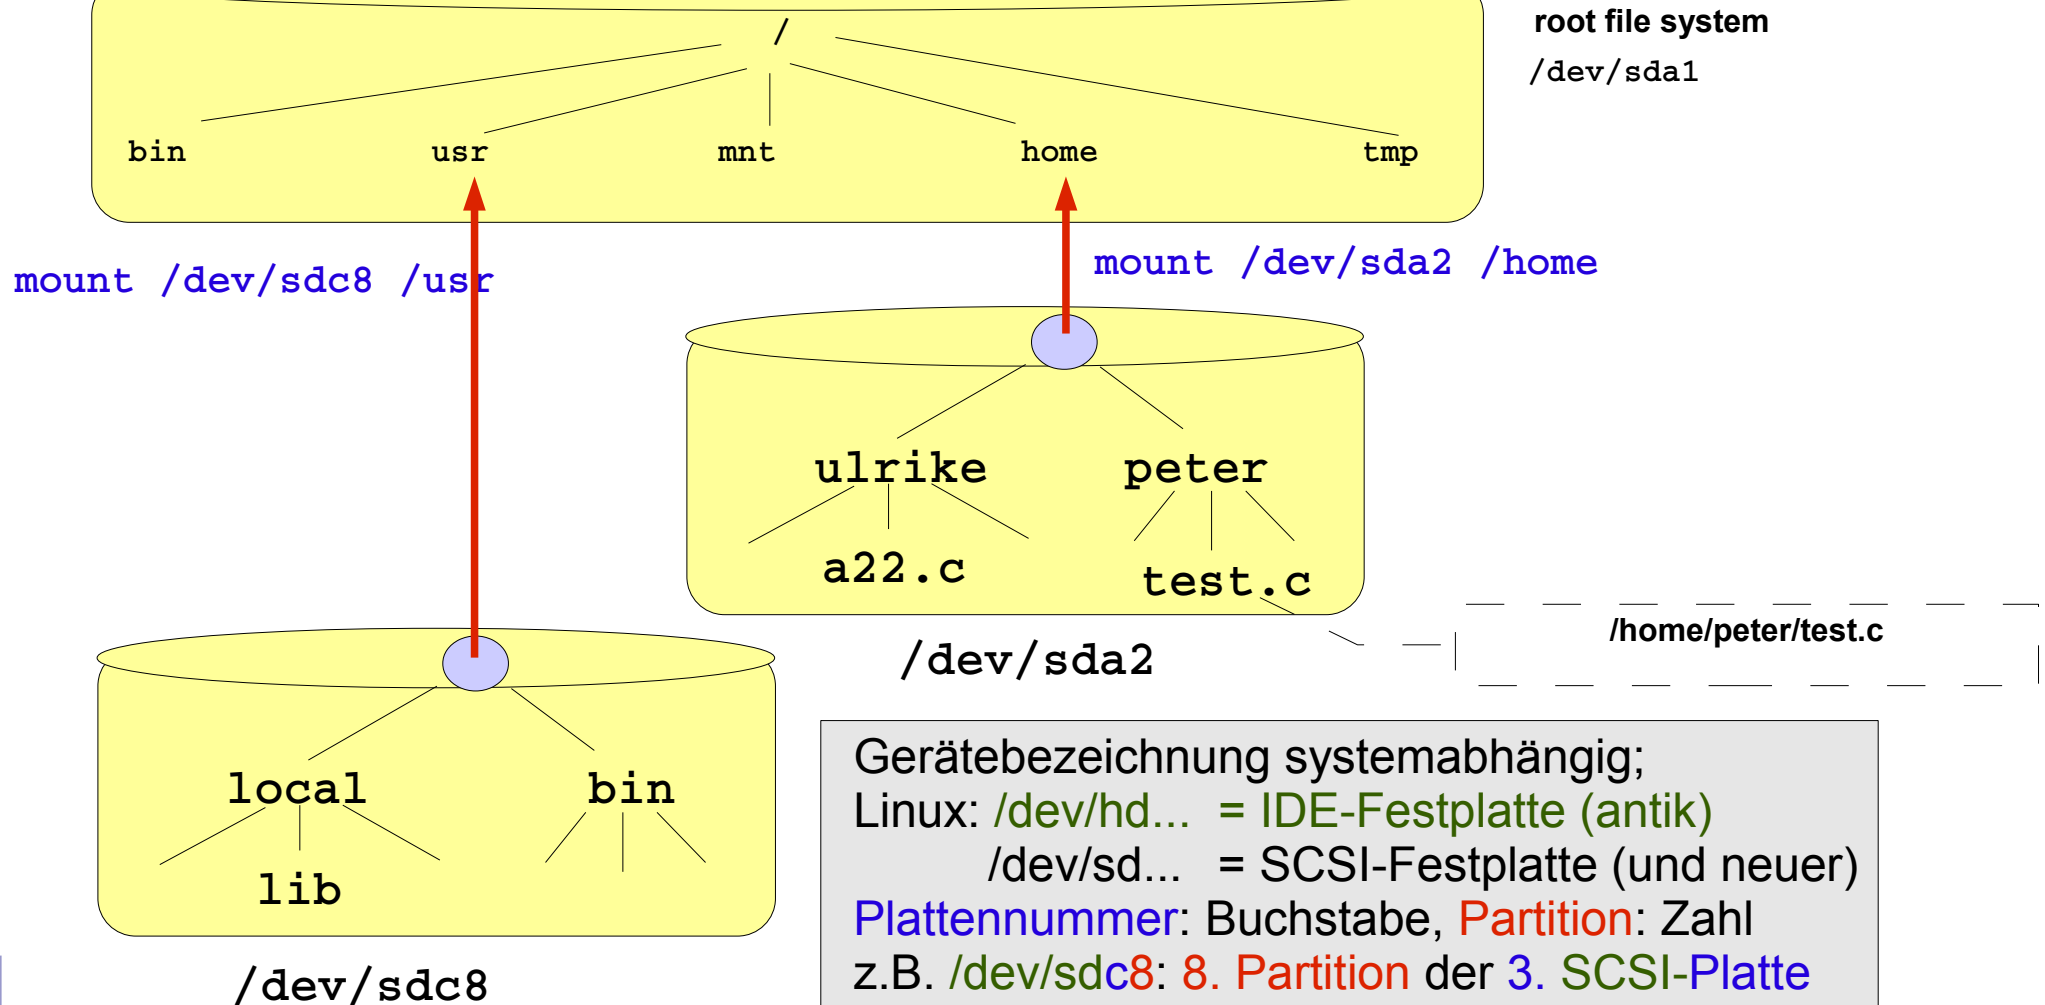 root file system
/dev/sda1
/
bin usr mnt home tmp
mount /dev/sdc8 /usr
mount /dev/sda2 /home
ulrike peter
a22.c test.c
/dev/sda2
/home/peter/test.c
local bin
lib
/dev/sdc8
Gerätebezeichnung systemabhängig;
Linux: /dev/hd... = IDE-Festplatte (antik)
/dev/sd... = SCSI-Festplatte (und neuer)
Plattennummer: Buchstabe, Partition: Zahl
z.B. /dev/sdc8: 8. Partition der 3. SCSI-Platte